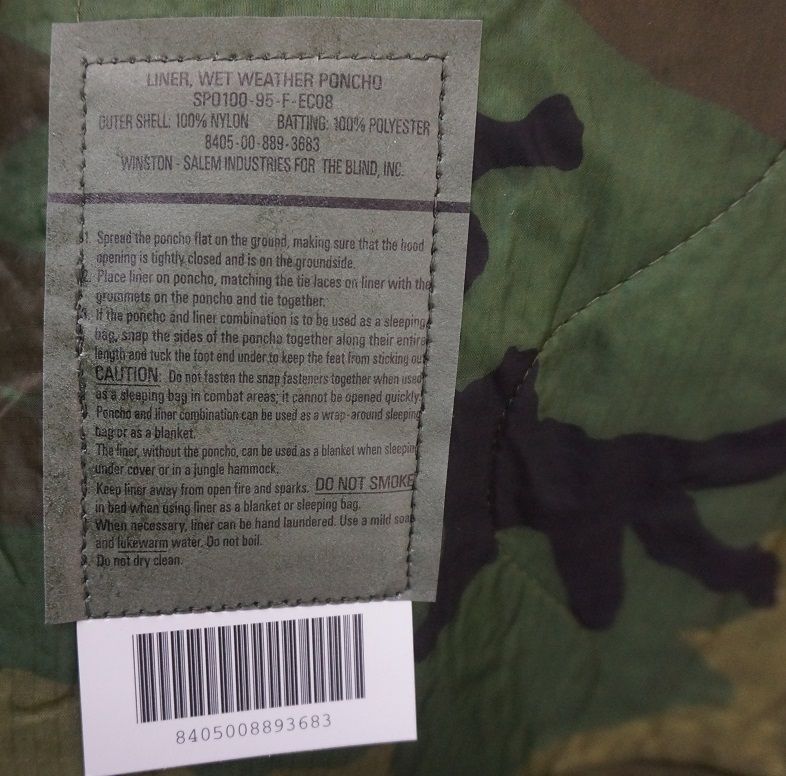 LINER, WET WEATHER PONCHO
SPO100-95-F-EC08
OUTER SHELL: 100% NYLON BATTING: 100% POLYESTER
8405-00-889-3683
WINSTON - SALEM INDUSTRIES FOR THE BLIND, INC.
1. Spread the poncho flat on the ground, making sure that the hood
opening is tightly closed and is on the groundside.
2. Place liner on poncho, matching the tie laces on liner with the
grommets on the poncho and tie together.
3. If the poncho and liner combination is to be used as a sleeping
bag, snap the sides of the poncho together along their entire
length and tuck the foot end under to keep the feet from sticking out
CAUTION: Do not fasten the snap fasteners together when used
as a sleeping bag in combat areas; it cannot be opened quickly.
Poncho and liner combination can be used as a wrap-around sleeping
bag or as a blanket.
The liner, without the poncho, can be used as a blanket when sleeping
under cover or in a jungle hammock.
Keep liner away from open fire and sparks. DO NOT SMOKE
in bed when using liner as a blanket or sleeping bag.
When necessary, liner can be hand laundered. Use a mild soap
and lukewarm water. Do not boil.
Do not dry clean.
8405008893683